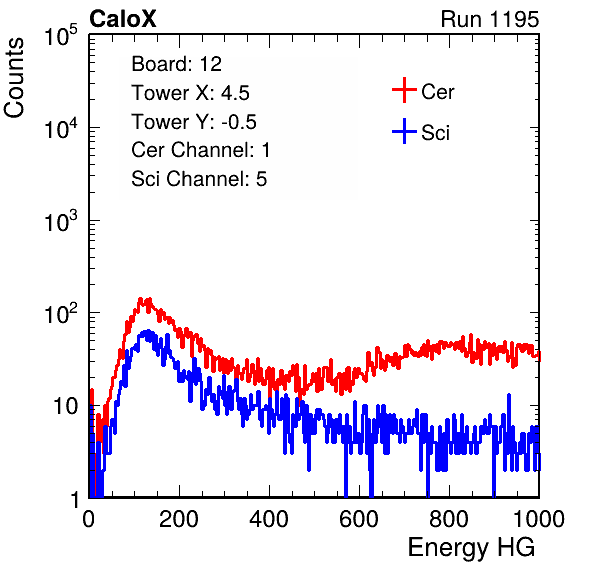 CaloX Run 1195
Counts
10^5
10^4
10^3
10^2
10
1
Board: 12
Tower X: 4.5
Tower Y: -0.5
Cer Channel: 1
Sci Channel: 5
Cer
Sci
0 200 400 600 800 1000
Energy HG